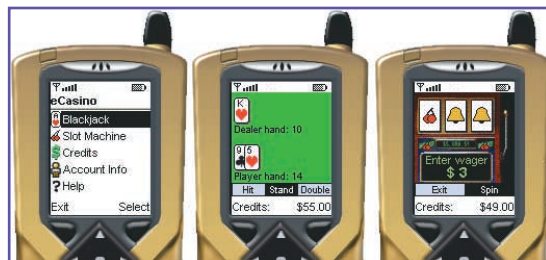 eCasino
Blackjack
Slot Machine
$ Credits
Account Info
? Help
Exit Select
K
Dealer hand: 10
9 5
Player hand: 14
Hit Stand Double
Credits: $55.00
Enter wager
$ 3
Exit Spin
Credits: $49.00